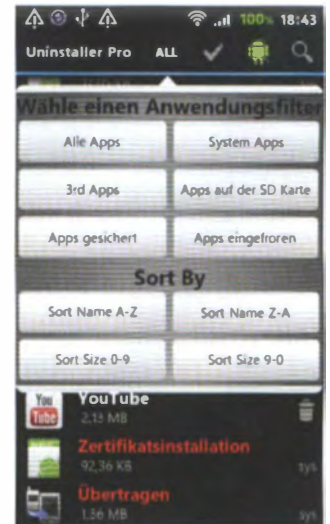 100% 18:43
Uninstaller Pro ALL
Wähle einen Anwendungsfilter
Alle Apps System Apps
3rd Apps Apps auf der SD Karte
Apps gesichert Apps eingefroren
Sort By
Sort Name A-Z Sort Name Z-A
Sort Size 0-9 Sort Size 9-0
You Tube
YouTube
2,13 MB
Zertifikatsinstallation
92,36 KB sys
Übertragen
1,36 MB sys